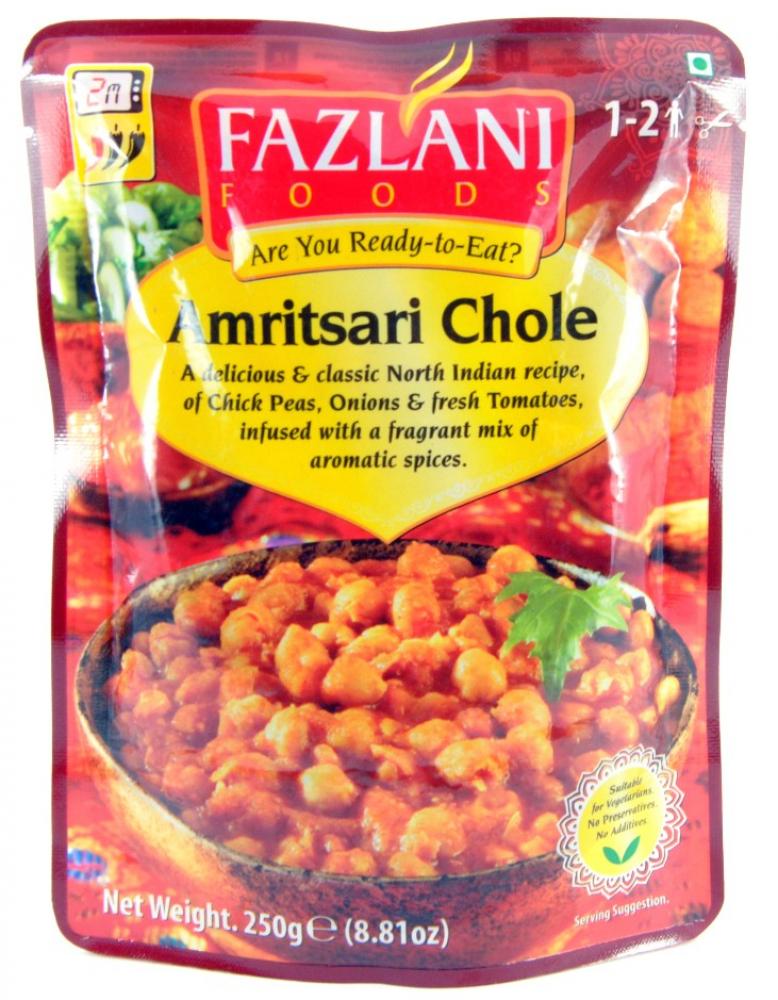 2m
1-2
FAZLANI
FOODS
Are You Ready-to-Eat?
Amritsari Chole
A delicious & classic North Indian recipe,
of Chick Peas, Onions & fresh Tomatoes,
infused with a fragrant mix of
aromatic spices.
Suitable
for Vegetarians.
No Preservatives.
No Additives.
Net Weight. 250g ℮ (8.81oz)
Serving Suggestion.